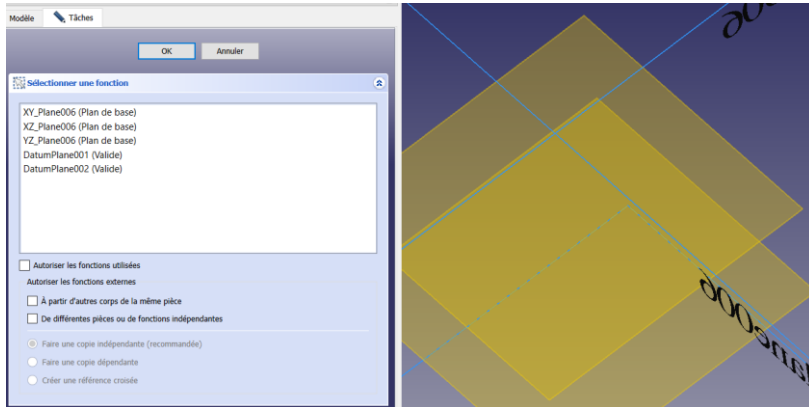 Modèle
Tâches
OK
Annuler
Sélectionner une fonction
XY_Plane006 (Plan de base)
XZ_Plane006 (Plan de base)
YZ_Plane006 (Plan de base)
DatumPlane001 (Valide)
DatumPlane002 (Valide)
Autoriser les fonctions utilisées
Autoriser les fonctions externes
À partir d'autres corps de la même pièce
De différentes pièces ou de fonctions indépendantes
Faire une copie indépendante (recommandée)
Faire une copie dépendante
Créer une référence croisée